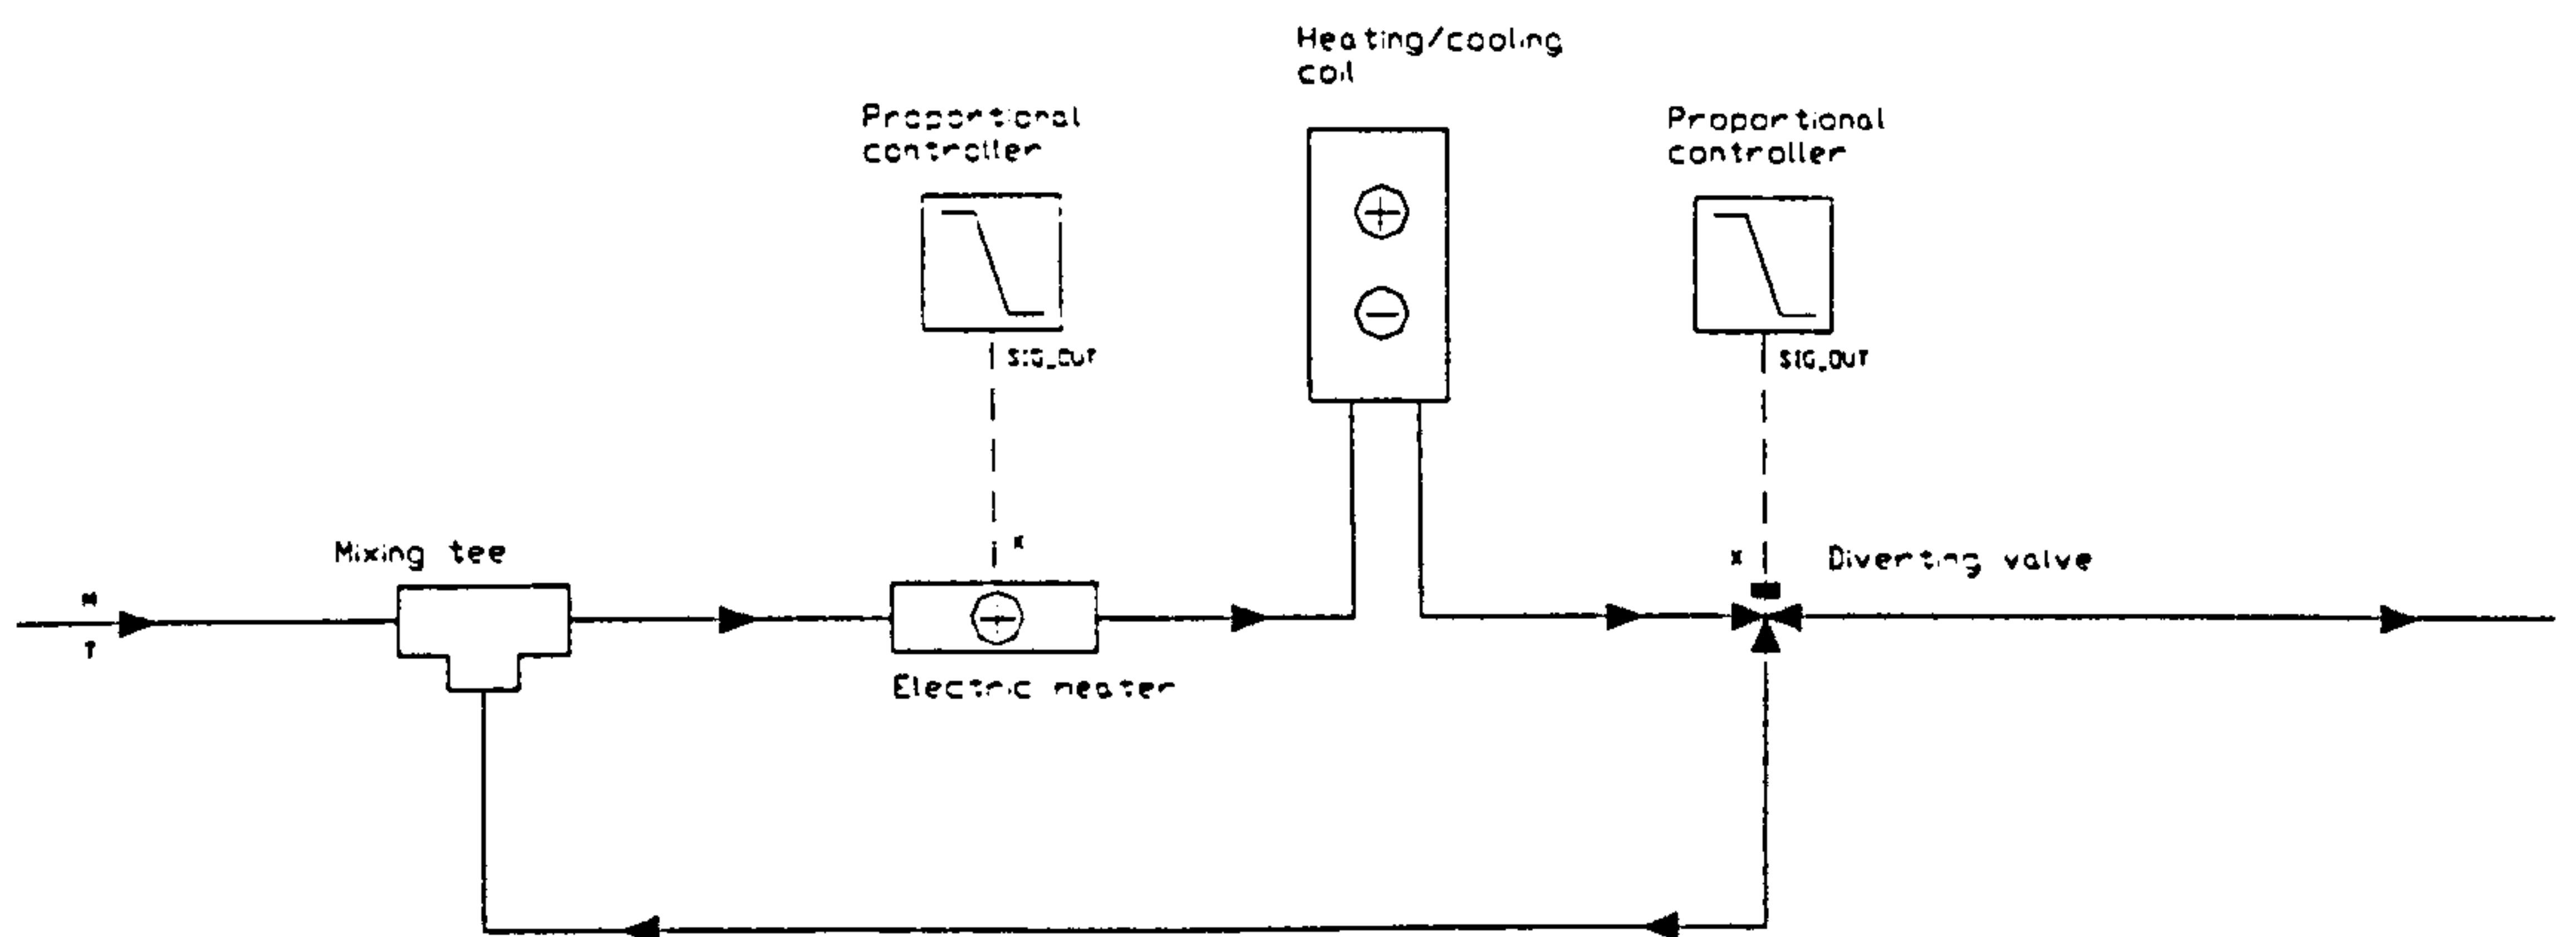 Heating/cooling
coil
Proportional
controller
Proportional
controller
SIG_OUT
SIG_OUT
x
Mixing tee
x
Diverting valve
M
T
Electric heater